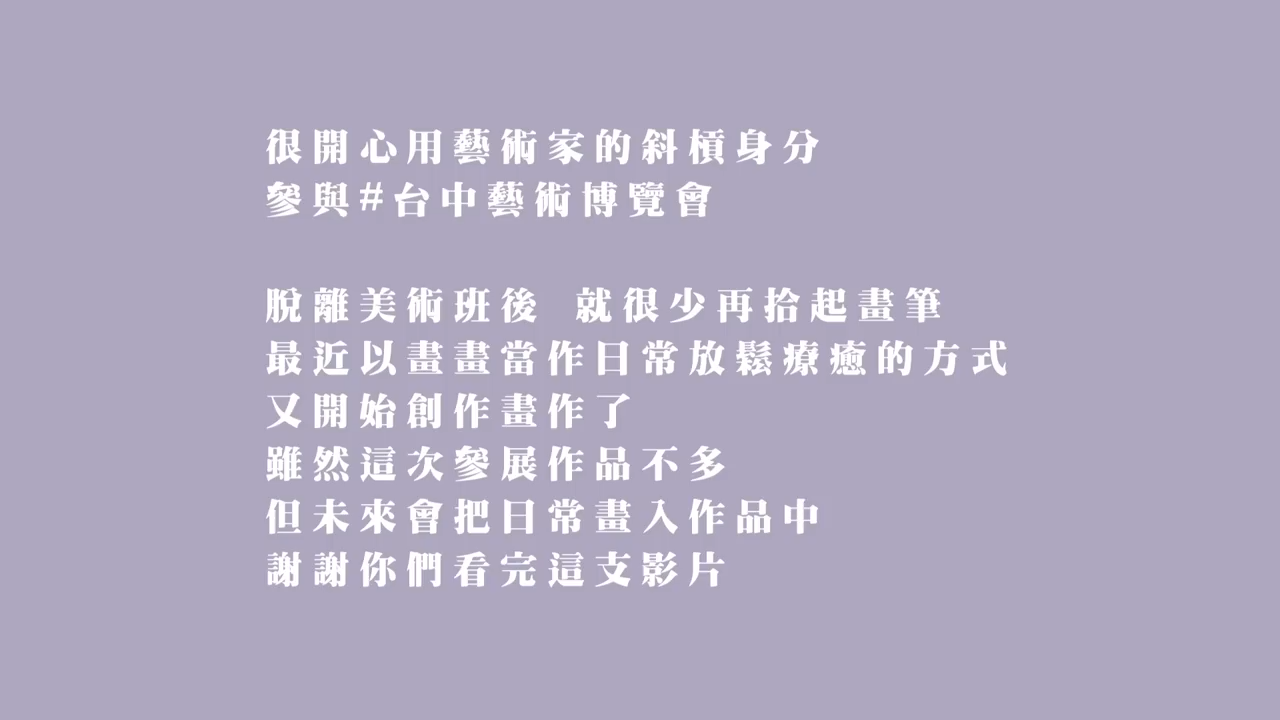 很開心用藝術家的斜槓身分
參與#台中藝術博覽會
脫離美術班後 就很少再拾起畫筆
最近以畫畫當作日常放鬆療癒的方式
又開始創作畫作了
雖然這次參展作品不多
但未來會把日常畫入作品中
謝謝你們看完這支影片